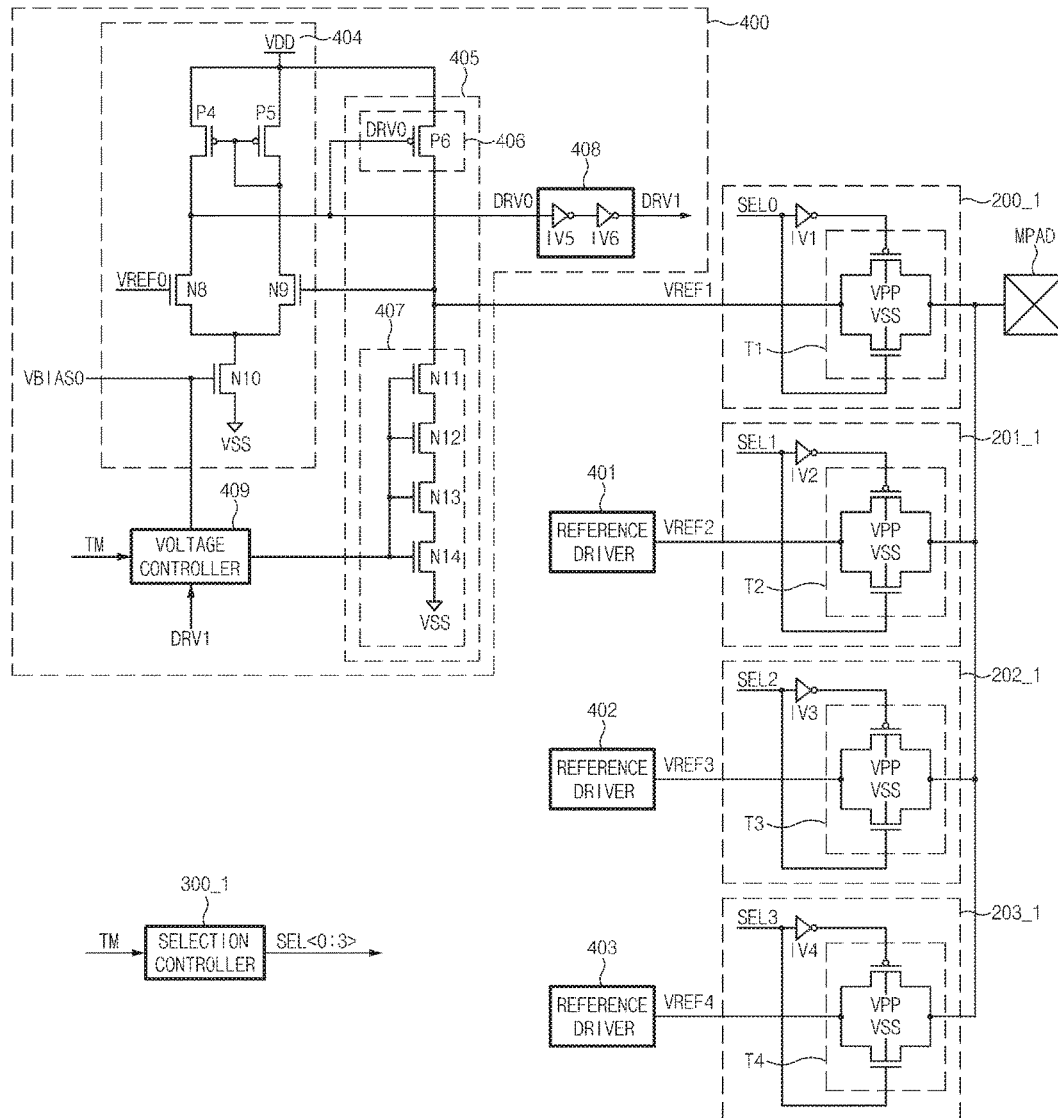 400
404
VDD
405
P4
P5
DRV0
P6
406
408
DRV0
DRV1
IV5
IV6
200_1
SEL0
IV1
MPAD
VREF0
N8
N9
VREF1
VPP
VSS
T1
407
VBIAS0
N10
VSS
N11
N12
N13
N14
VSS
409
TM
VOLTAGE
CONTROLLER
DRV1
201_1
SEL1
IV2
401
REFERENCE
DRIVER
VREF2
VPP
VSS
T2
202_1
SEL2
IV3
402
REFERENCE
DRIVER
VREF3
VPP
VSS
T3
300_1
TM
SELECTION
CONTROLLER
SEL<0:3>
203_1
SEL3
IV4
403
REFERENCE
DRIVER
VREF4
VPP
VSS
T4